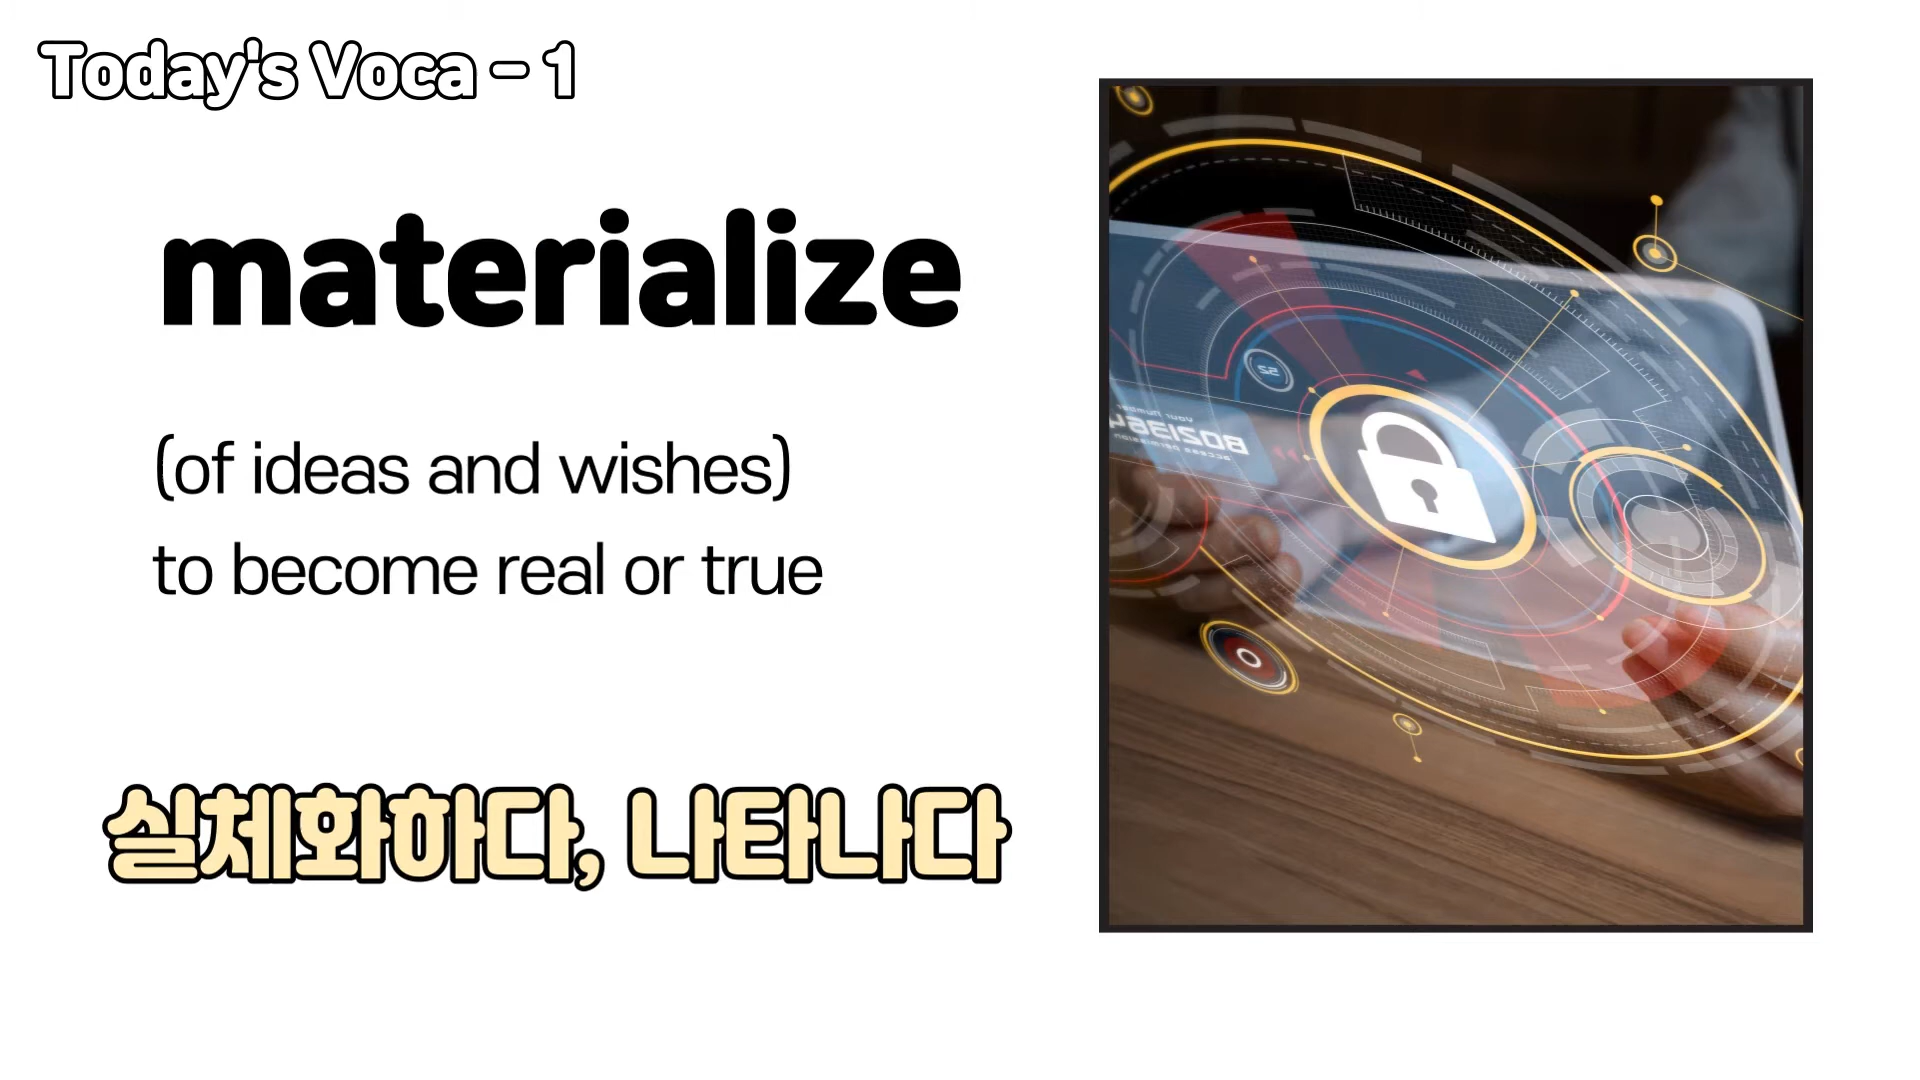 Today's Voca - 1
materialize
(of ideas and wishes)
to become real or true
실체화하다, 나타나다